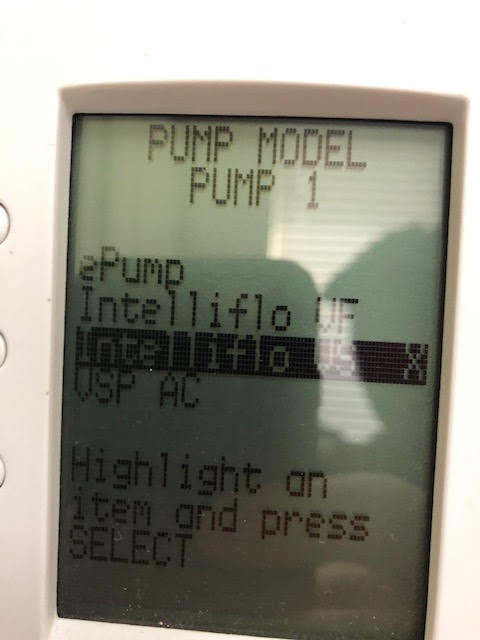 PUMP MODEL
PUMP 1
ePump
Intelliflo VF
Intelliflo VS X
VSP AC
Highlight an
item and press
SELECT